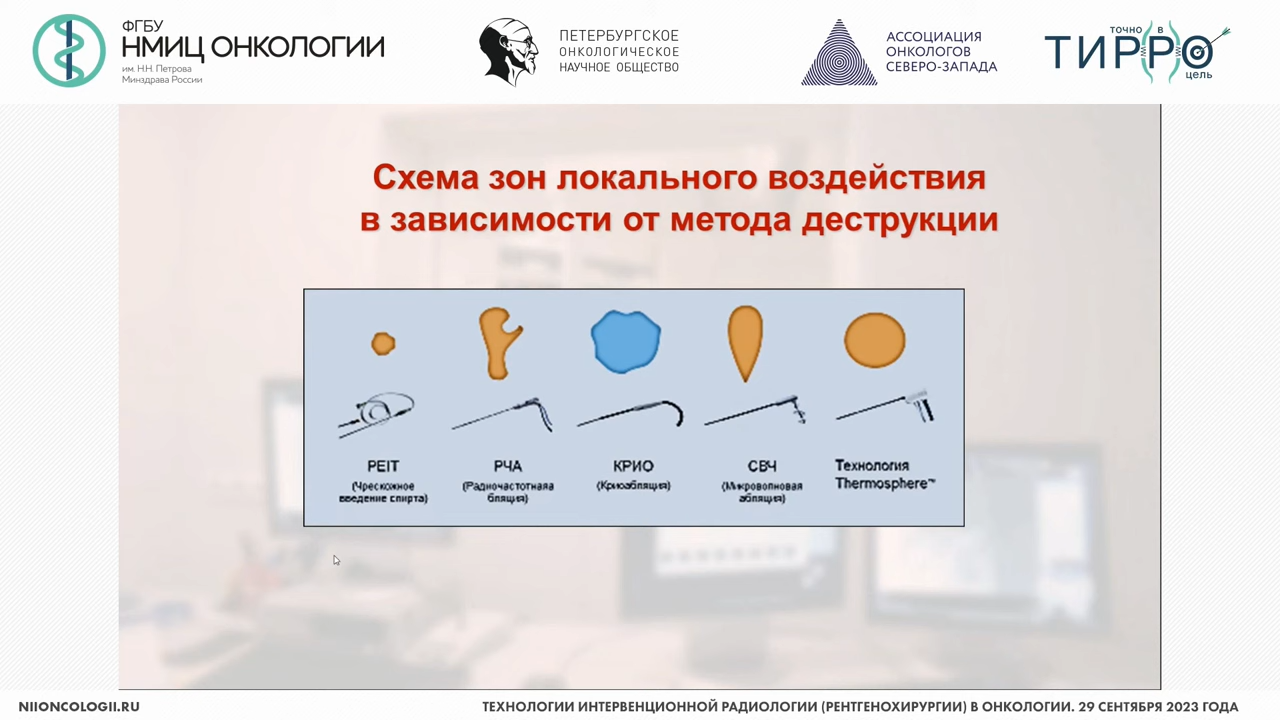 ФГБУ
НМИЦ ОНКОЛОГИИ
им. Н.Н. Петрова
Минздрава России
ПЕТЕРБУРГСКОЕ
ОНКОЛОГИЧЕСКОЕ
НАУЧНОЕ ОБЩЕСТВО
АССОЦИАЦИЯ
ОНКОЛОГОВ
СЕВЕРО-ЗАПАДА
ТОЧНО В
ТИРРО
цель
Схема зон локального воздействия
в зависимости от метода деструкции
PEIT
(Чрескожное
введение спирта)
РЧА
(Радиочастотнаяа
бляция)
КРИО
(Криоабляция)
СВЧ
(Микроволновая
абляция)
Технология
Thermosphere™
NIIONCOLOGII.RU
ТЕХНОЛОГИИ ИНТЕРВЕНЦИОННОЙ РАДИОЛОГИИ (РЕНТГЕНОХИРУРГИИ) В ОНКОЛОГИИ. 29 СЕНТЯБРЯ 2023 ГОДА